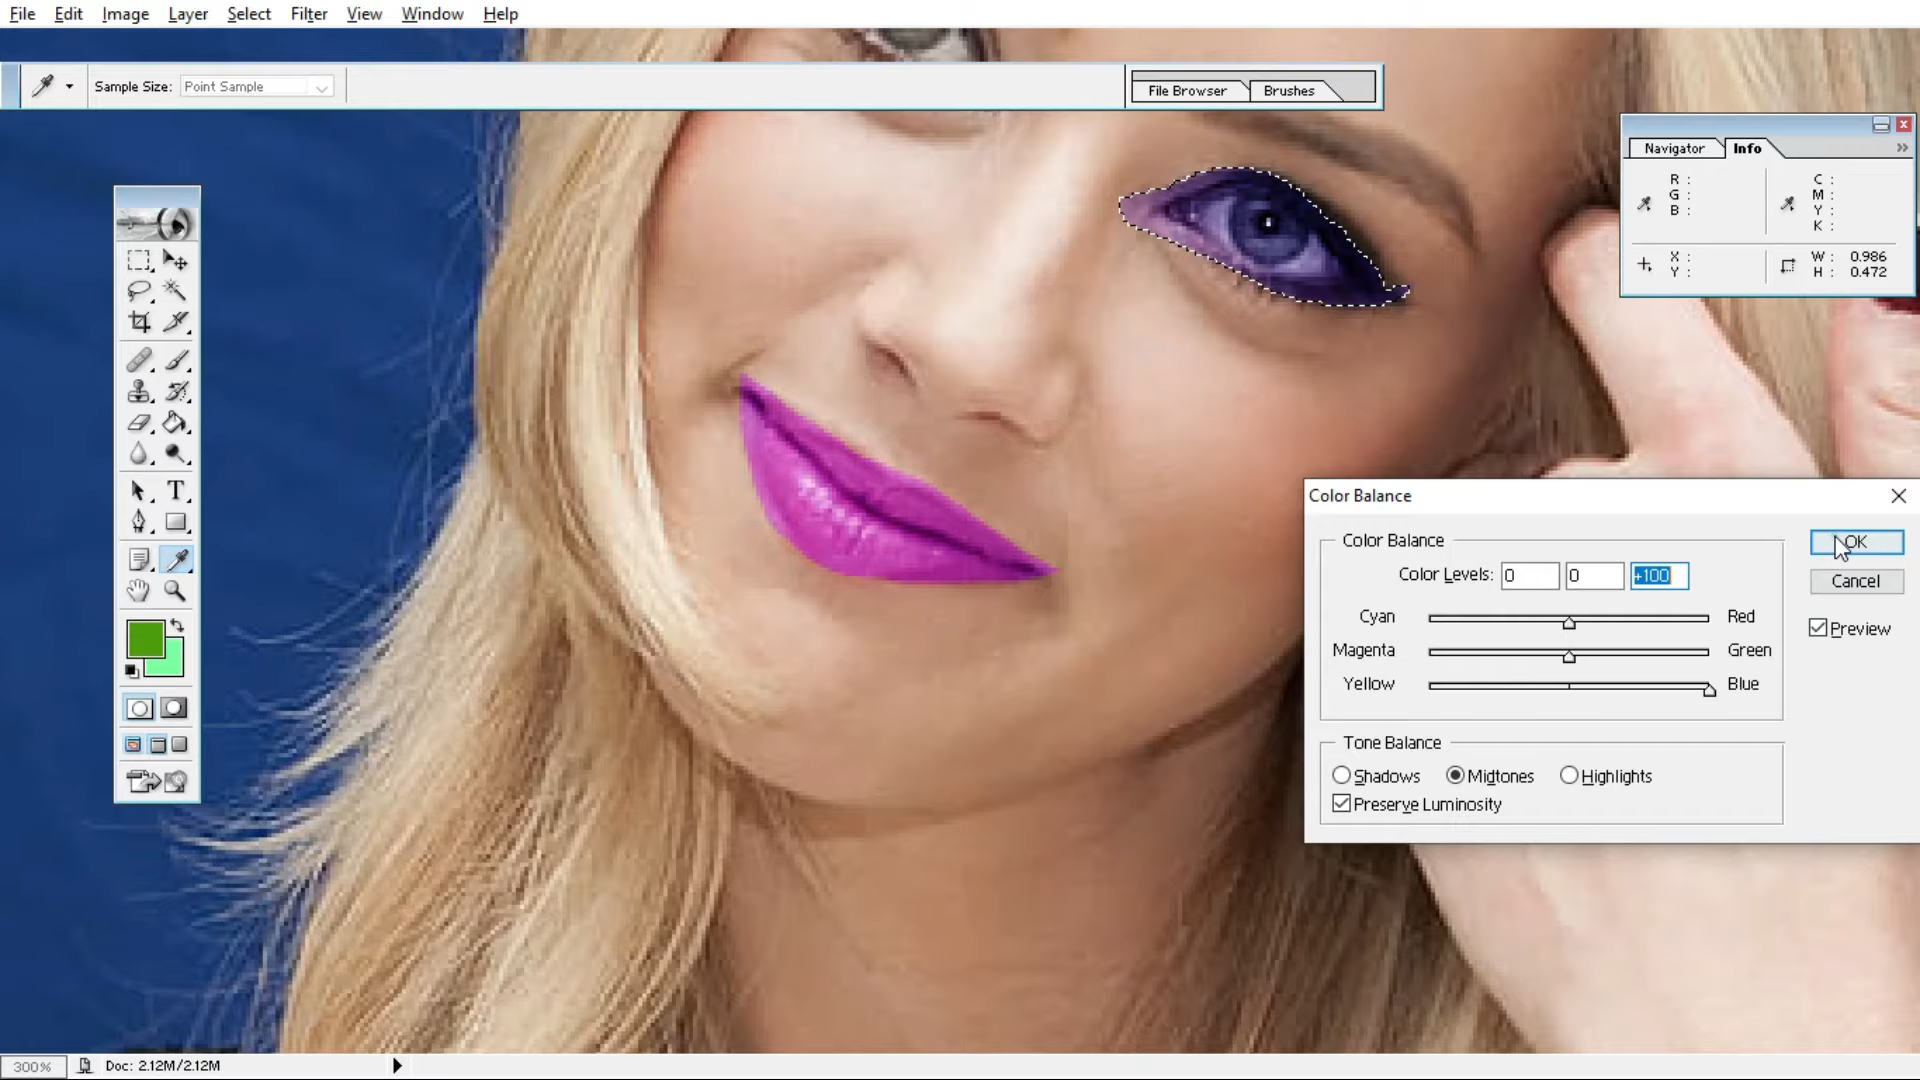 File Edit Image Layer Select Filter View Window Help
Sample Size: Point Sample
File Browser Brushes
Navigator Info
R : C :
G : M :
B : Y :
K :
X : W : 0.986
Y : H : 0.472
T
Color Balance
Color Balance
Color Levels: 0 0 +100
Cyan Red
Magenta Green
Yellow Blue
OK
Cancel
Preview
Tone Balance
Shadows Midtones Highlights
Preserve Luminosity
300% Doc: 2.12M/2.12M